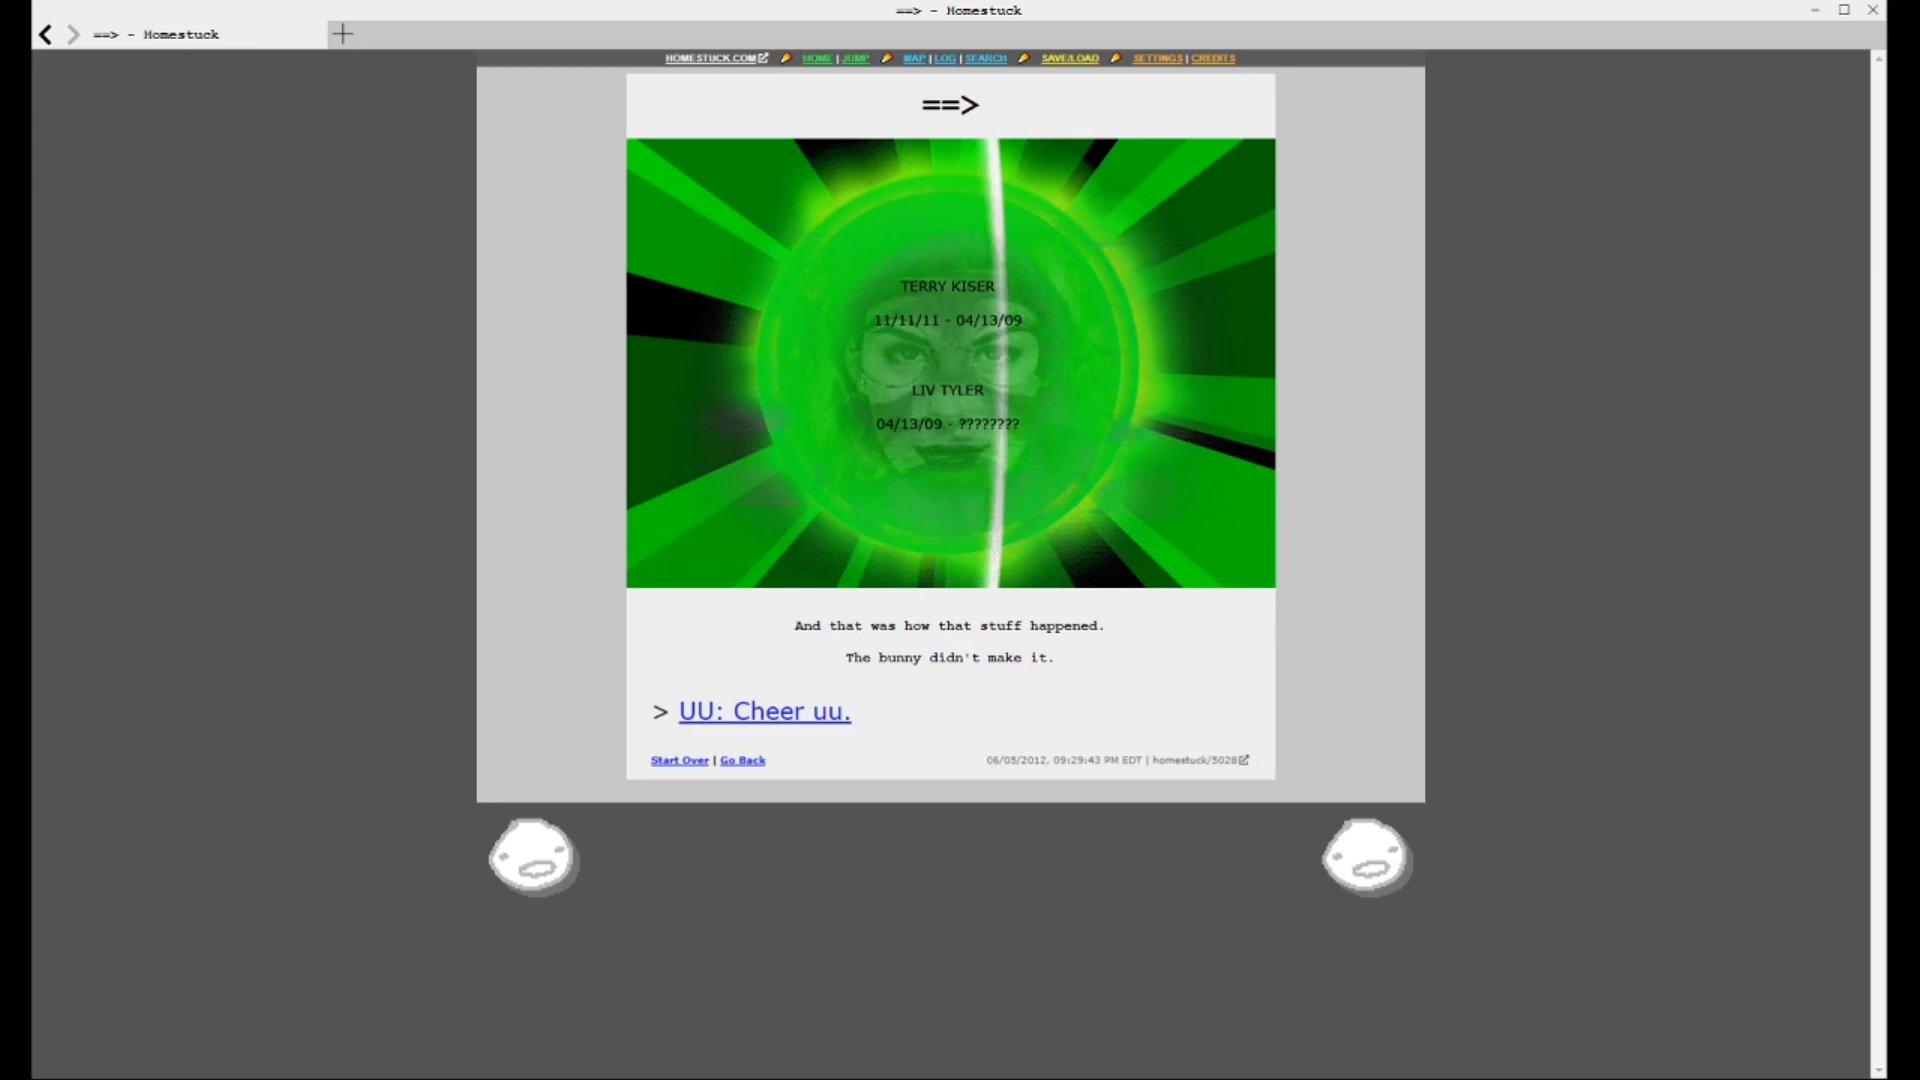 ==> - Homestuck
==> - Homestuck
HOMESTUCK.COM HOME | JUMP MAP | LOG | SEARCH SAVE/LOAD SETTINGS | CREDITS
==>
TERRY KISER
11/11/11 - 04/13/09
LIV TYLER
04/13/09 - ????????
And that was how that stuff happened.
The bunny didn't make it.
> UU: Cheer uu.
Start Over | Go Back 06/05/2012, 09:29:43 PM EDT | homestuck/5028